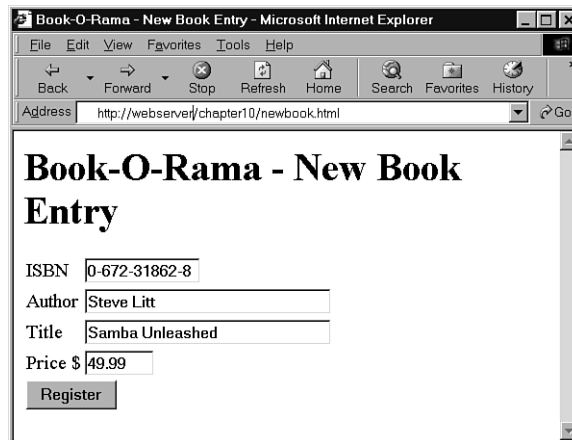 Book-O-Rama - New Book Entry - Microsoft Internet Explorer
File Edit View Favorites Tools Help
Back Forward Stop Refresh Home Search Favorites History
Address http://webserver/chapter10/newbook.html Go
Book-O-Rama - New Book
Entry
ISBN 0-672-31862-8
Author Steve Litt
Title Samba Unleashed
Price $ 49.99
Register